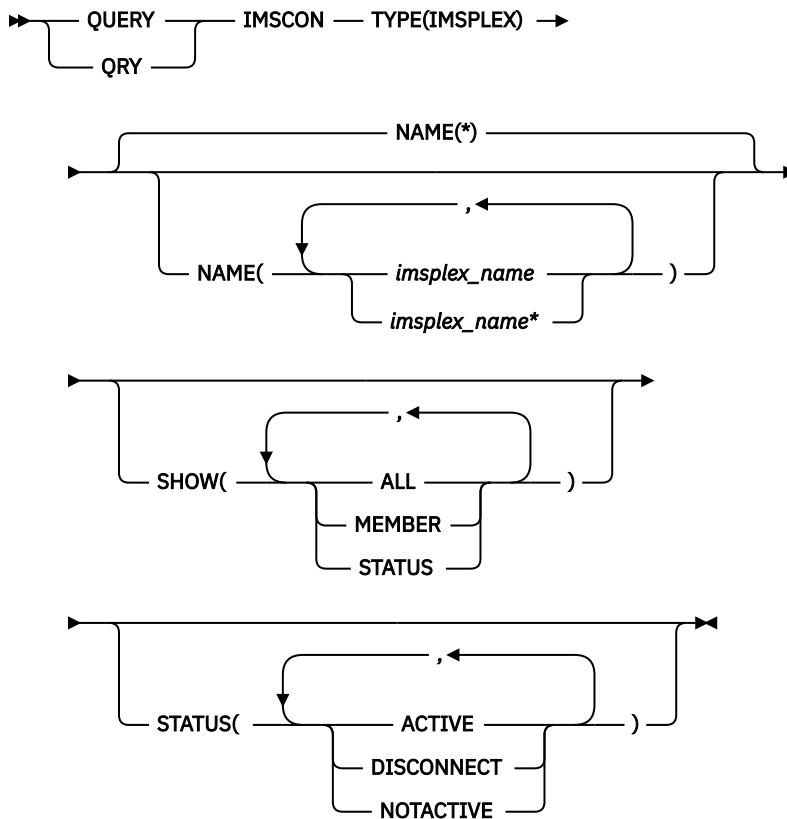 QUERY IMSCON TYPE(IMSPLEX)
QRY
NAME(*)
,
NAME( imsplex_name )
imsplex_name*
,
SHOW( ALL )
MEMBER
STATUS
,
STATUS( ACTIVE )
DISCONNECT
NOTACTIVE